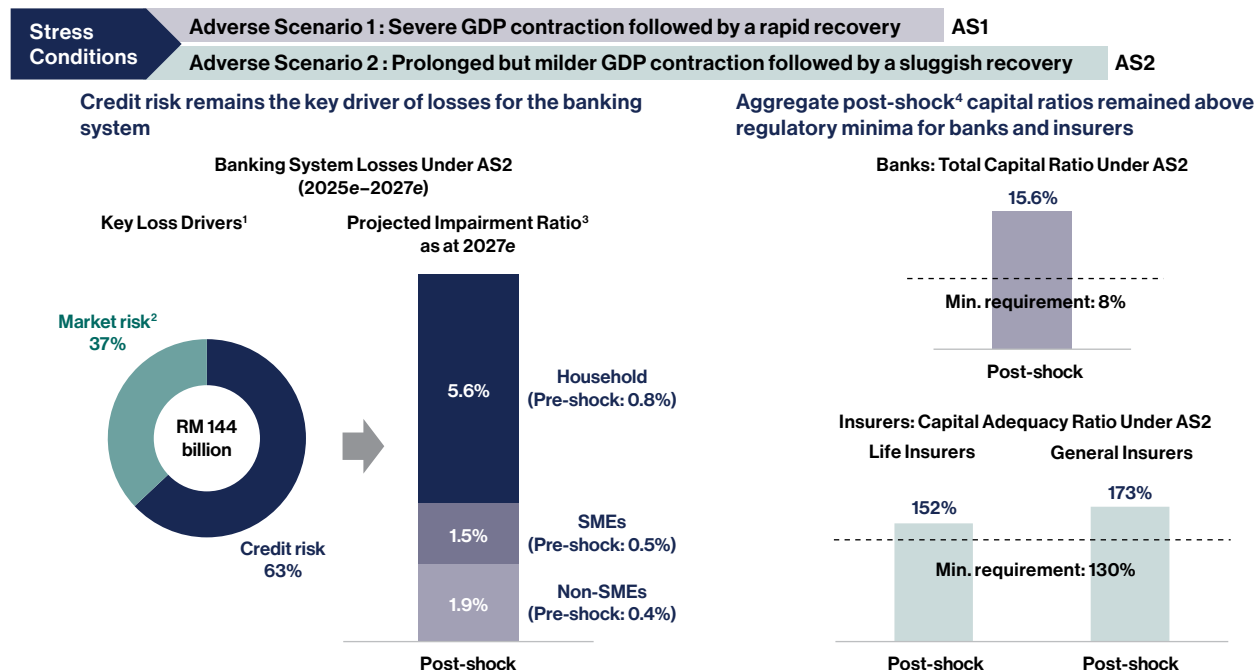 Stress
Conditions
Adverse Scenario 1 : Severe GDP contraction followed by a rapid recovery
AS1
Adverse Scenario 2 : Prolonged but milder GDP contraction followed by a sluggish recovery
AS2
Credit risk remains the key driver of losses for the banking
system
Banking System Losses Under AS2
(2025e–2027e)
Key Loss Drivers¹
Market risk²
37%
RM 144
billion
Credit risk
63%
Projected Impairment Ratio³
as at 2027e
5.6%
Household
(Pre-shock: 0.8%)
1.5%
SMEs
(Pre-shock: 0.5%)
1.9%
Non-SMEs
(Pre-shock: 0.4%)
Post-shock
Aggregate post-shock⁴ capital ratios remained above
regulatory minima for banks and insurers
Banks: Total Capital Ratio Under AS2
15.6%
Min. requirement: 8%
Post-shock
Insurers: Capital Adequacy Ratio Under AS2
Life Insurers
General Insurers
152%
173%
Min. requirement: 130%
Post-shock
Post-shock